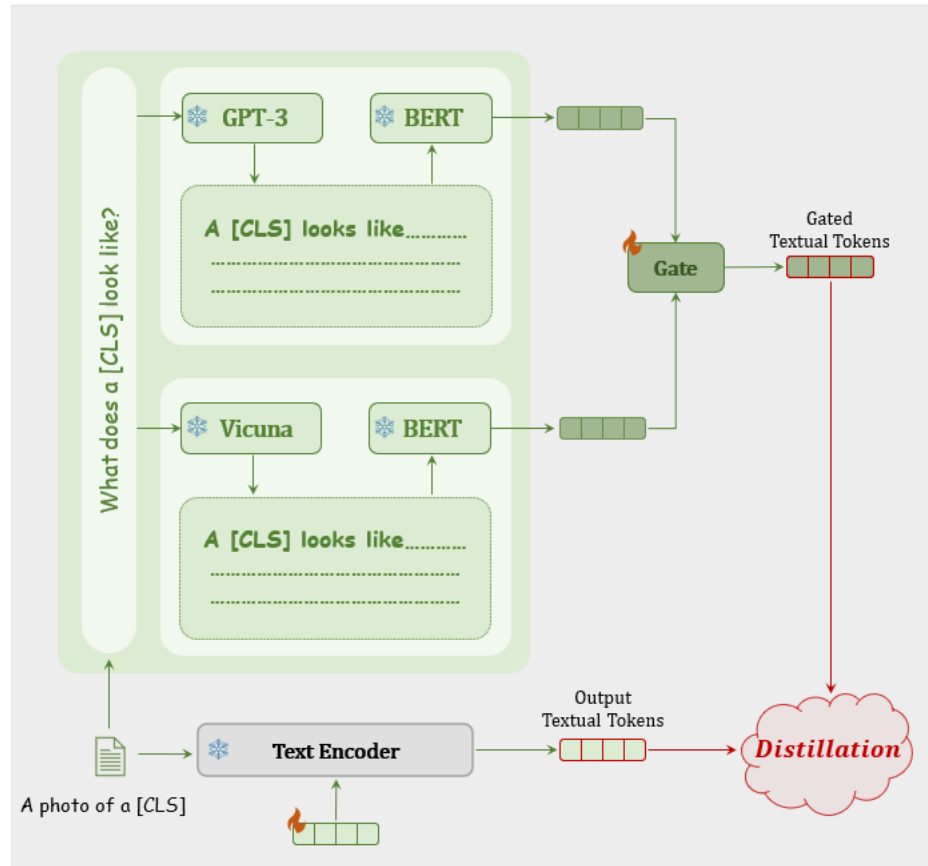 What does a [CLS] look like?
GPT-3
BERT
A [CLS] looks like...........
Vicuna
BERT
A [CLS] looks like...........
Gate
Gated
Textual Tokens
A photo of a [CLS]
Text Encoder
Output
Textual Tokens
Distillation